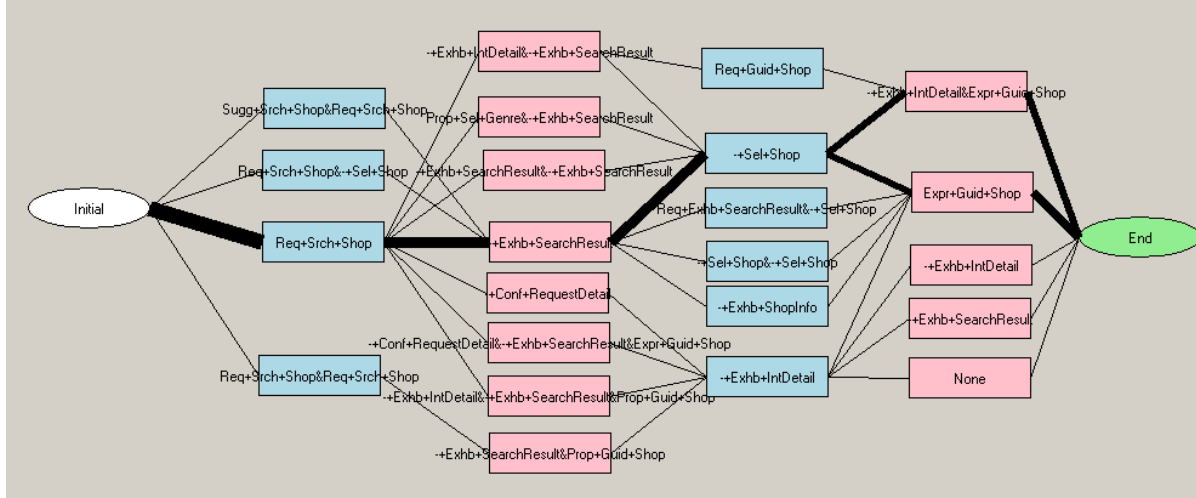 Initial
Sugg+Srch+Shop&Req+Srch+Shop
Req+Srch+Shop&-+Sel+Shop
Req+Srch+Shop
Req+Srch+Shop&Req+Srch+Shop
-+Exhb+IntDetail&-+Exhb+SearchResult
Prop+Sel+Genre&-+Exhb+SearchResult
-+Exhb+SearchResult&-+Exhb+SearchResult
-+Exhb+SearchResult
-+Conf+RequestDetail
-+Conf+RequestDetail&-+Exhb+SearchResult&Expr+Guid+Shop
-+Exhb+IntDetail&-+Exhb+SearchResult&Prop+Guid+Shop
-+Exhb+SearchResult&Prop+Guid+Shop
Req+Guid+Shop
-+Sel+Shop
Req+Exhb+SearchResult&-+Sel+Shop
-+Sel+Shop&-+Sel+Shop
-+Exhb+ShopInfo
-+Exhb+IntDetail
-+Exhb+IntDetail&Expr+Guid+Shop
Expr+Guid+Shop
-+Exhb+IntDetail
-+Exhb+SearchResult
None
End